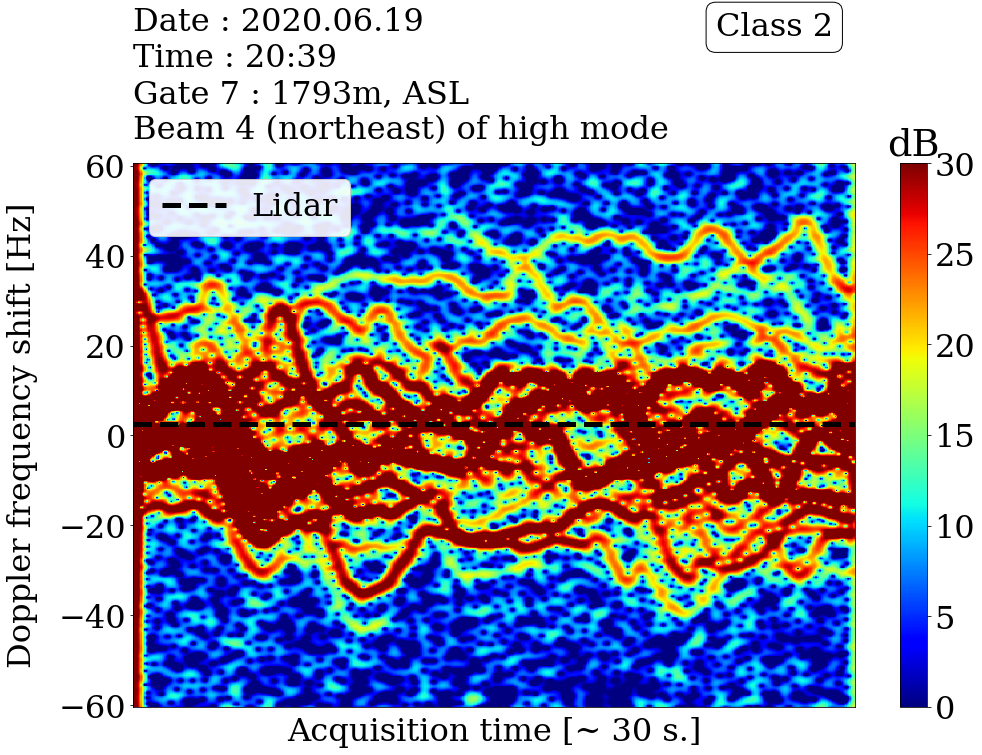 Date : 2020.06.19
Time : 20:39
Gate 7 : 1793m, ASL
Beam 4 (northeast) of high mode
Class 2
dB
Lidar
Doppler frequency shift [Hz]
60
40
20
0
−20
−40
−60
30
25
20
15
10
5
0
Acquisition time [~ 30 s.]